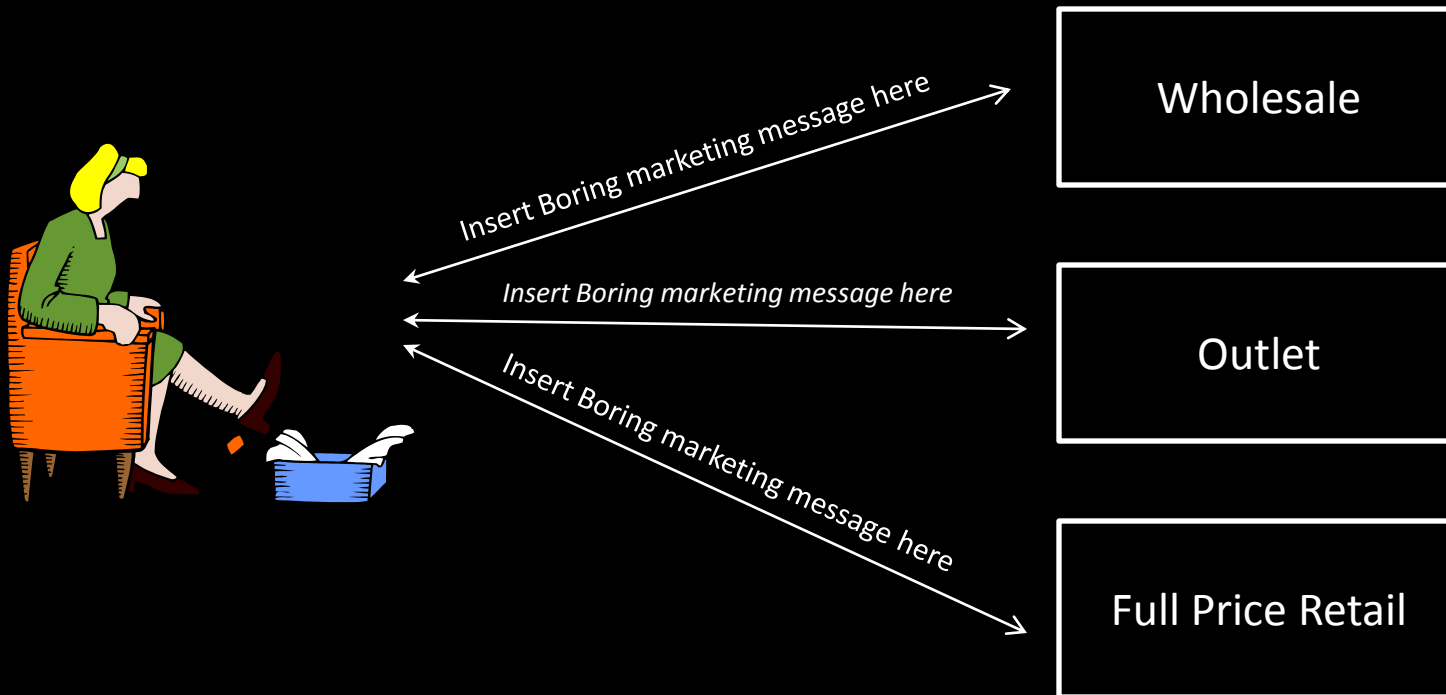 Insert Boring marketing message here
Wholesale
Insert Boring marketing message here
Outlet
Insert Boring marketing message here
Full Price Retail